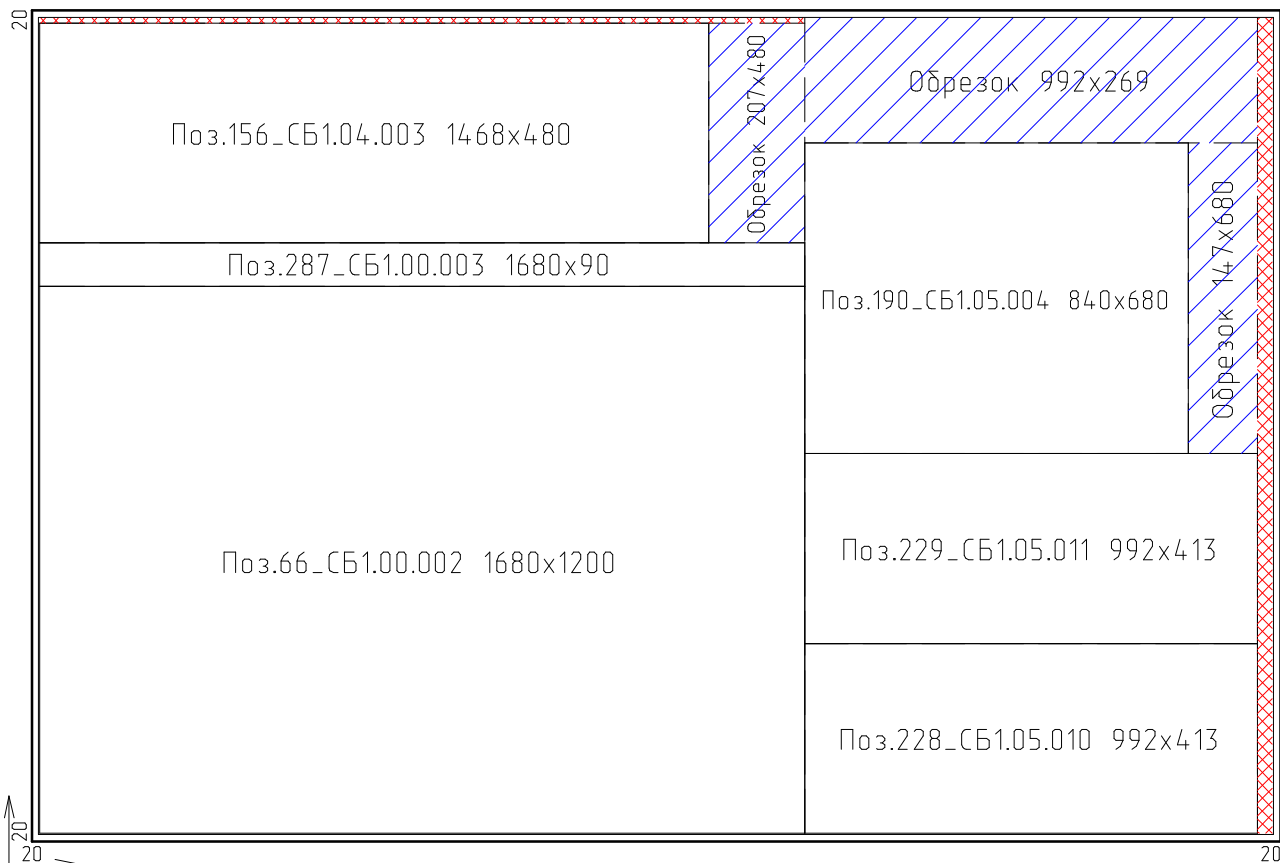 20
Поз.156_СБ1.04.003 1468х480
Обрезок 207х480
Обрезок 992х269
Поз.287_СБ1.00.003 1680х90
Поз.190_СБ1.05.004 840х680
Обрезок 147х680
Поз.66_СБ1.00.002 1680х1200
Поз.229_СБ1.05.011 992х413
Поз.228_СБ1.05.010 992х413
20
20
20